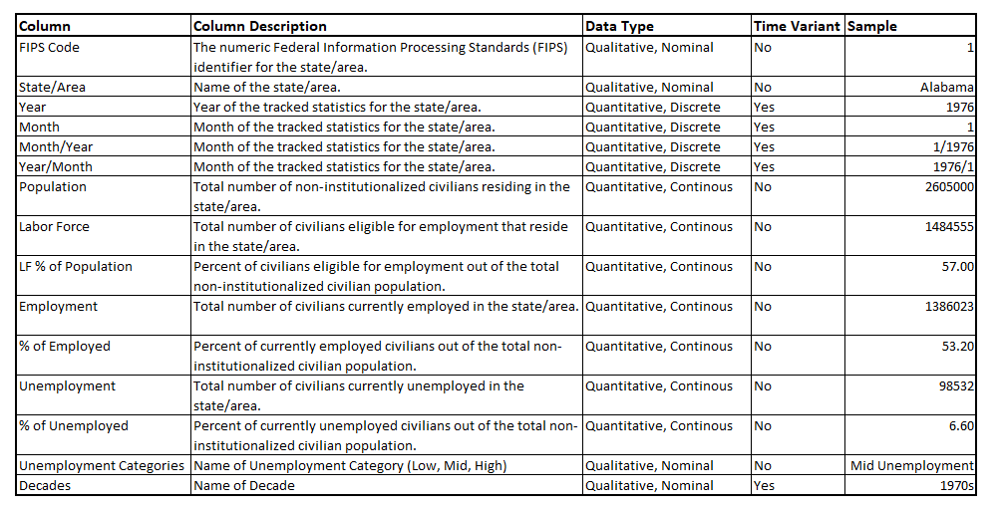 Column Column Description Data Type Time Variant Sample
FIPS Code The numeric Federal Information Processing Standards (FIPS) Qualitative, Nominal No 1
identifier for the state/area.
State/Area Name of the state/area. Qualitative, Nominal No Alabama
Year Year of the tracked statistics for the state/area. Quantitative, Discrete Yes 1976
Month Month of the tracked statistics for the state/area. Quantitative, Discrete Yes 1
Month/Year Month of the tracked statistics for the state/area. Quantitative, Discrete Yes 1/1976
Year/Month Month of the tracked statistics for the state/area. Quantitative, Discrete Yes 1976/1
Population Total number of non-institutionalized civilians residing in the Quantitative, Continous No 2605000
state/area.
Labor Force Total number of civilians eligible for employment that reside Quantitative, Continous No 1484555
in the state/area.
LF % of Population Percent of civilians eligible for employment out of the total Quantitative, Continous No 57.00
non-institutionalized civilian population.
Employment Total number of civilians currently employed in the state/area. Quantitative, Continous No 1386023
% of Employed Percent of currently employed civilians out of the total non- Quantitative, Continous No 53.20
institutionalized civilian population.
Unemployment Total number of civilians currently unemployed in the Quantitative, Continous No 98532
state/area.
% of Unemployed Percent of currently unemployed civilians out of the total non- Quantitative, Continous No 6.60
institutionalized civilian population.
Unemployment Categories Name of Unemployment Category (Low, Mid, High) Qualitative, Nominal No Mid Unemployment
Decades Name of Decade Qualitative, Nominal Yes 1970s